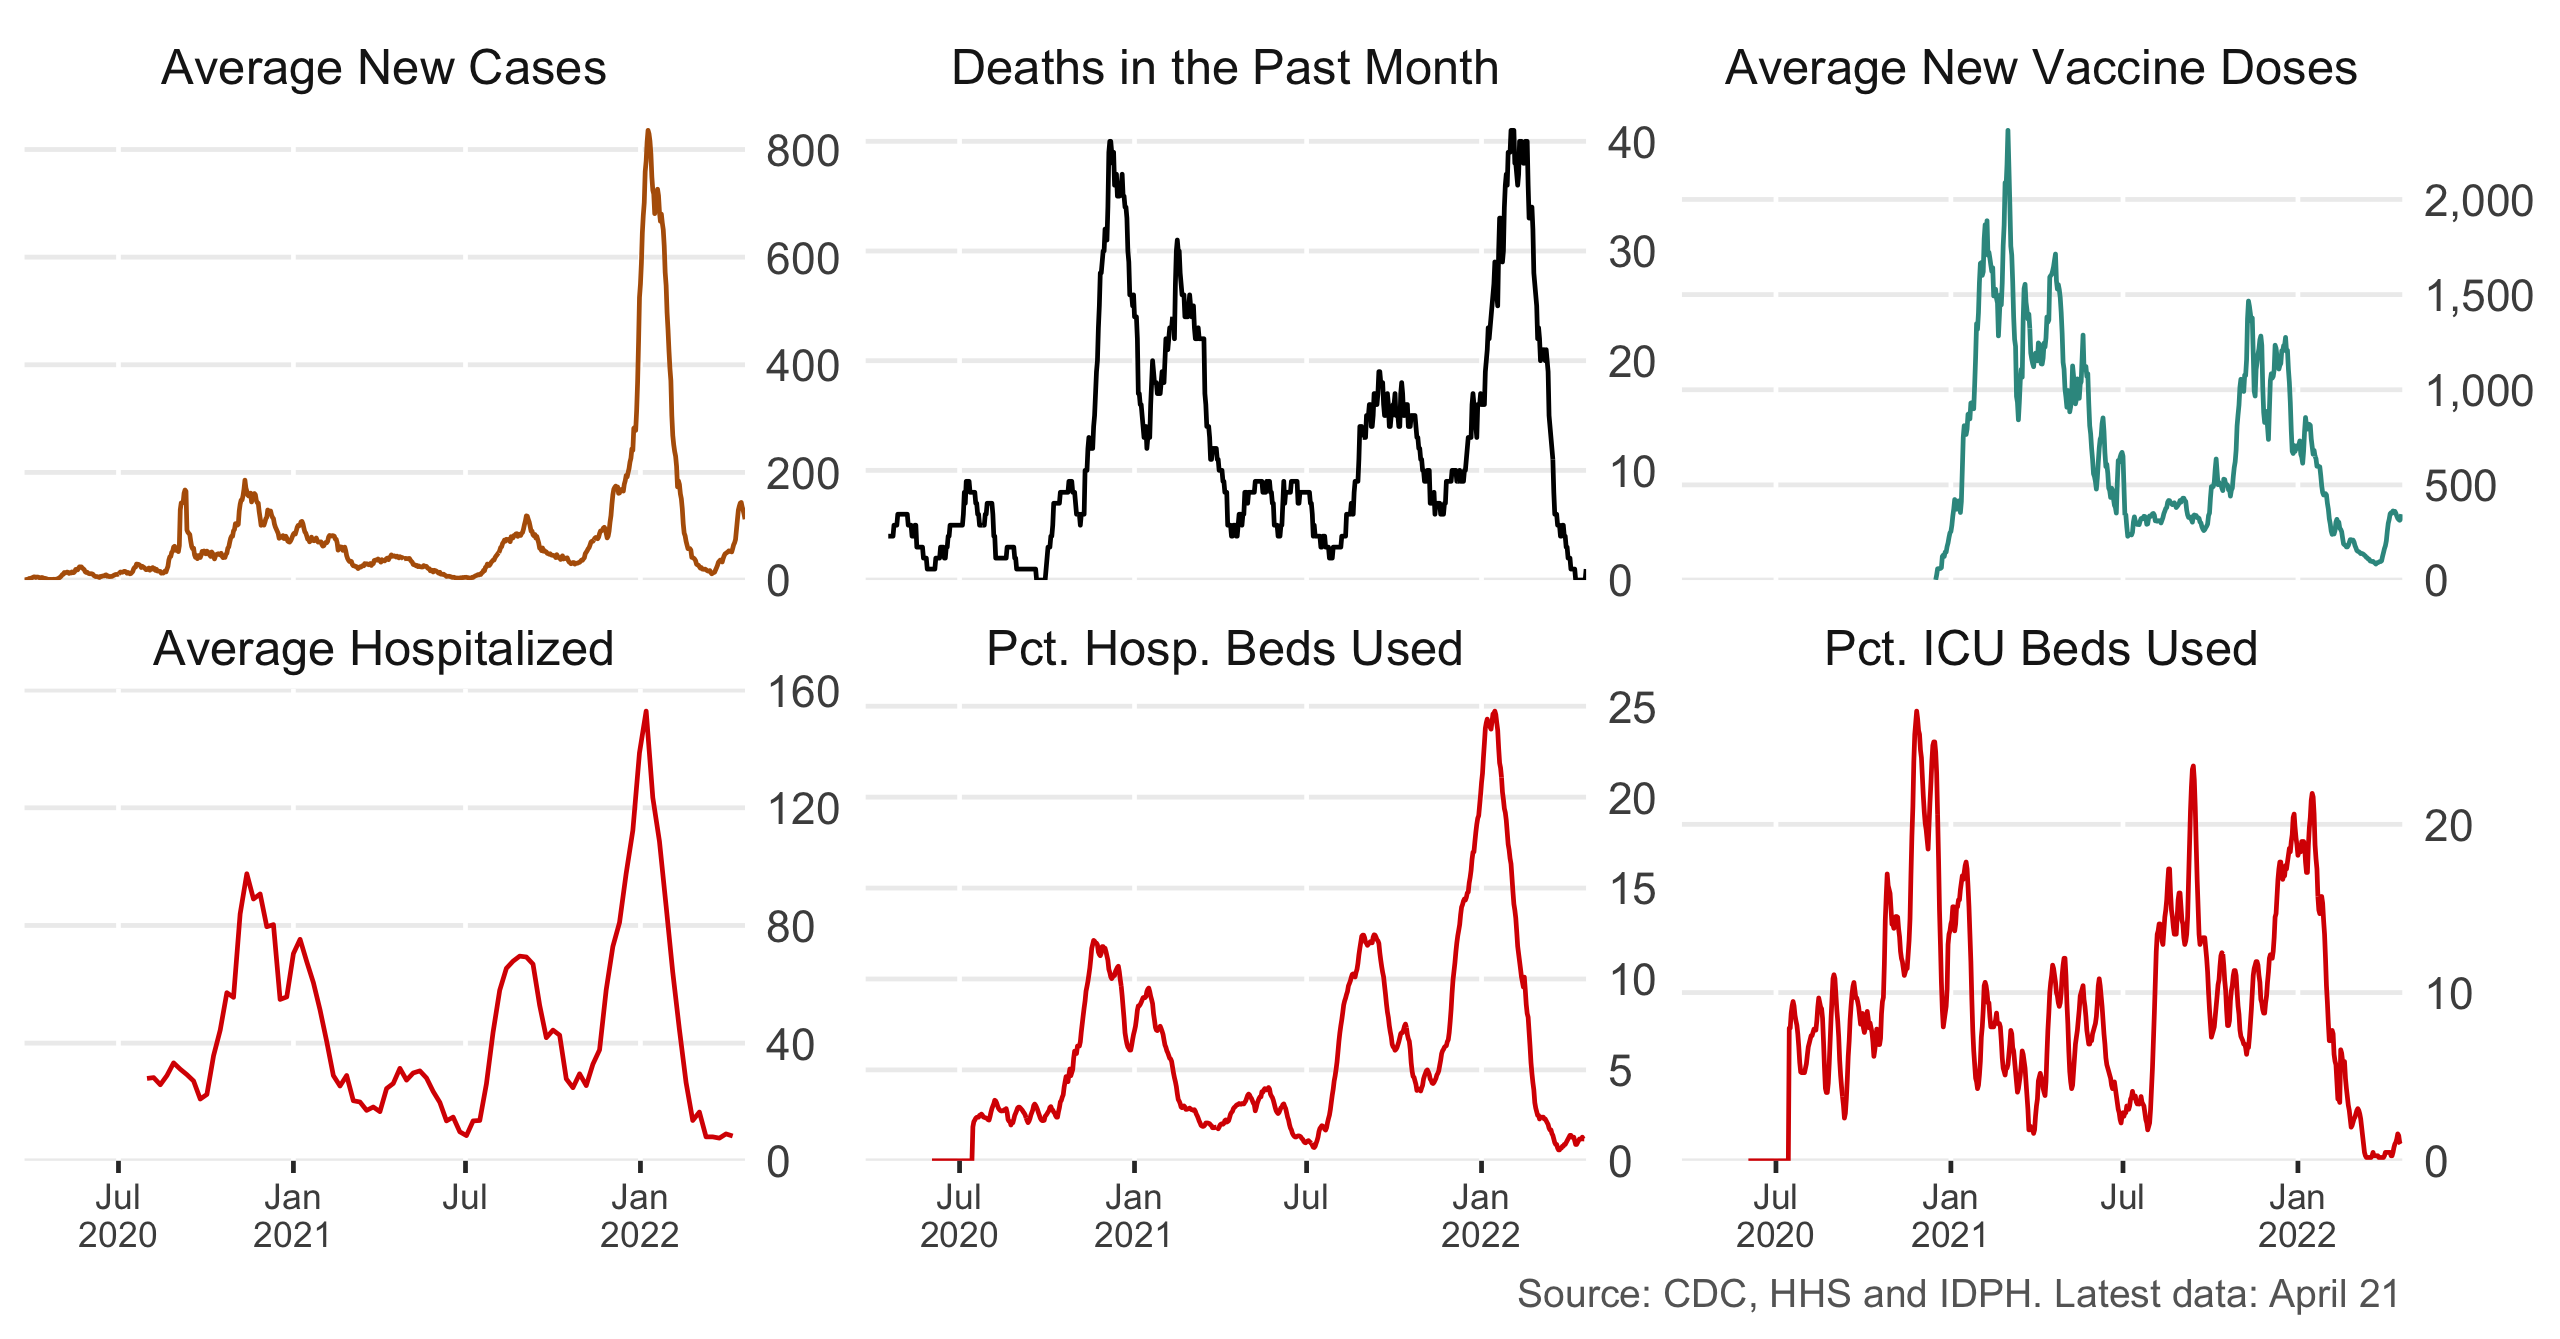 Average New Cases
Deaths in the Past Month
Average New Vaccine Doses
800
600
400
200
0
40
30
20
10
0
2,000
1,500
1,000
500
0
Average Hospitalized
Pct. Hosp. Beds Used
Pct. ICU Beds Used
160
120
80
40
0
25
20
15
10
5
0
20
10
0
Jul
2020
Jan
2021
Jul
Jan
2022
Jul
2020
Jan
2021
Jul
Jan
2022
Jul
2020
Jan
2021
Jul
Jan
2022
Source: CDC, HHS and IDPH. Latest data: April 21